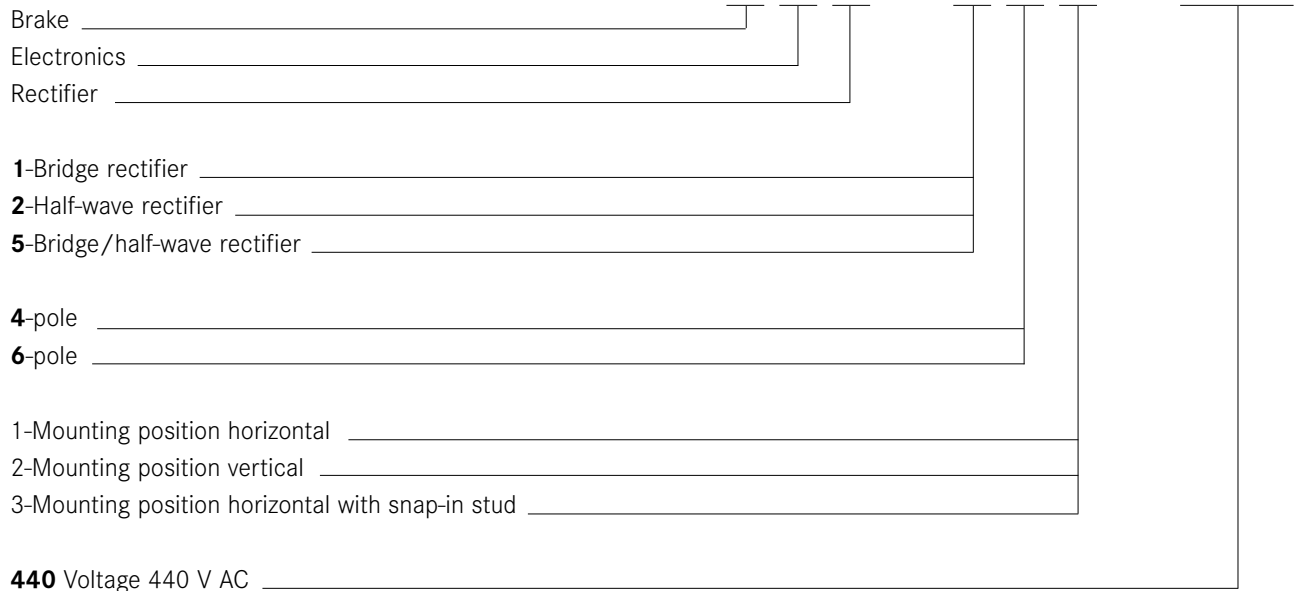 Brake
Electronics
Rectifier
1-Bridge rectifier
2-Half-wave rectifier
5-Bridge/half-wave rectifier
4-pole
6-pole
1-Mounting position horizontal
2-Mounting position vertical
3-Mounting position horizontal with snap-in stud
440 Voltage 440 V AC